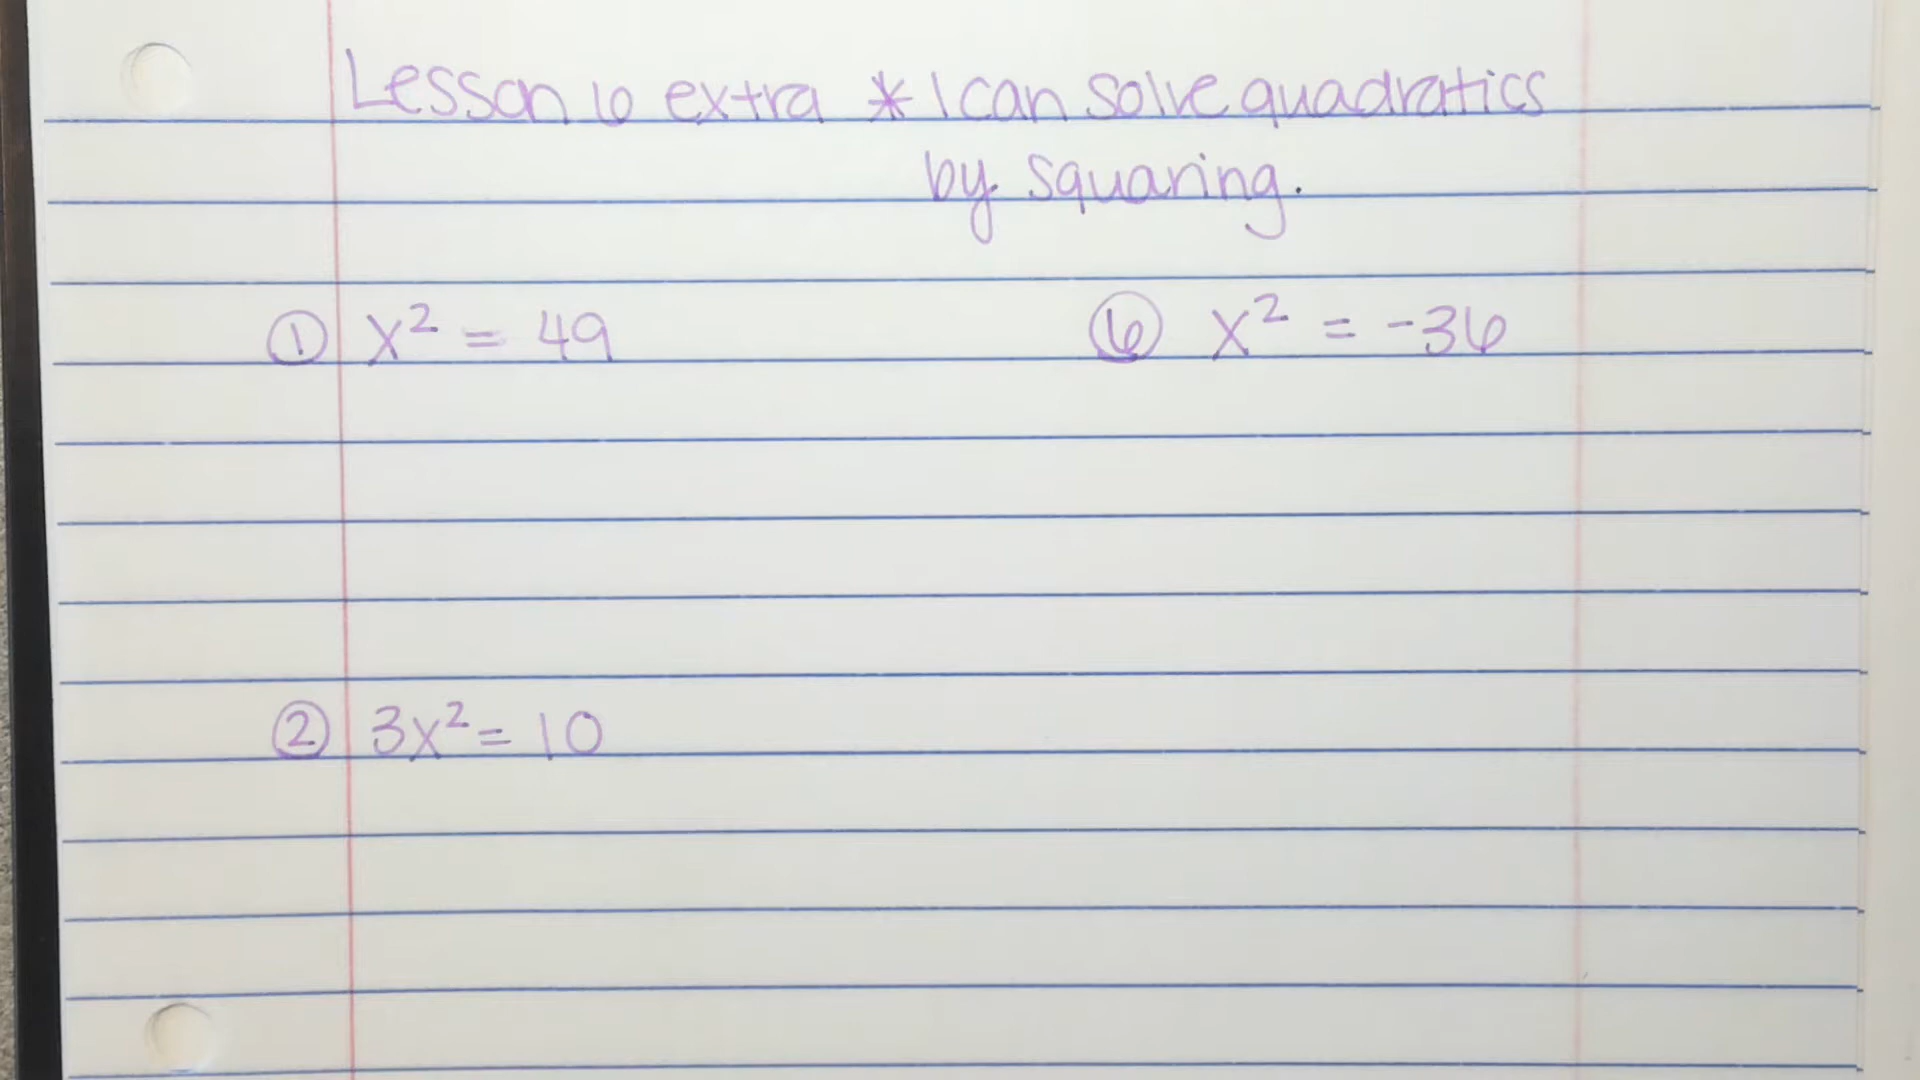 Lesson 6 extra * I can solve quadratics
by squaring.
① x² = 49
⑥ x² = -36
② 3x² = 10